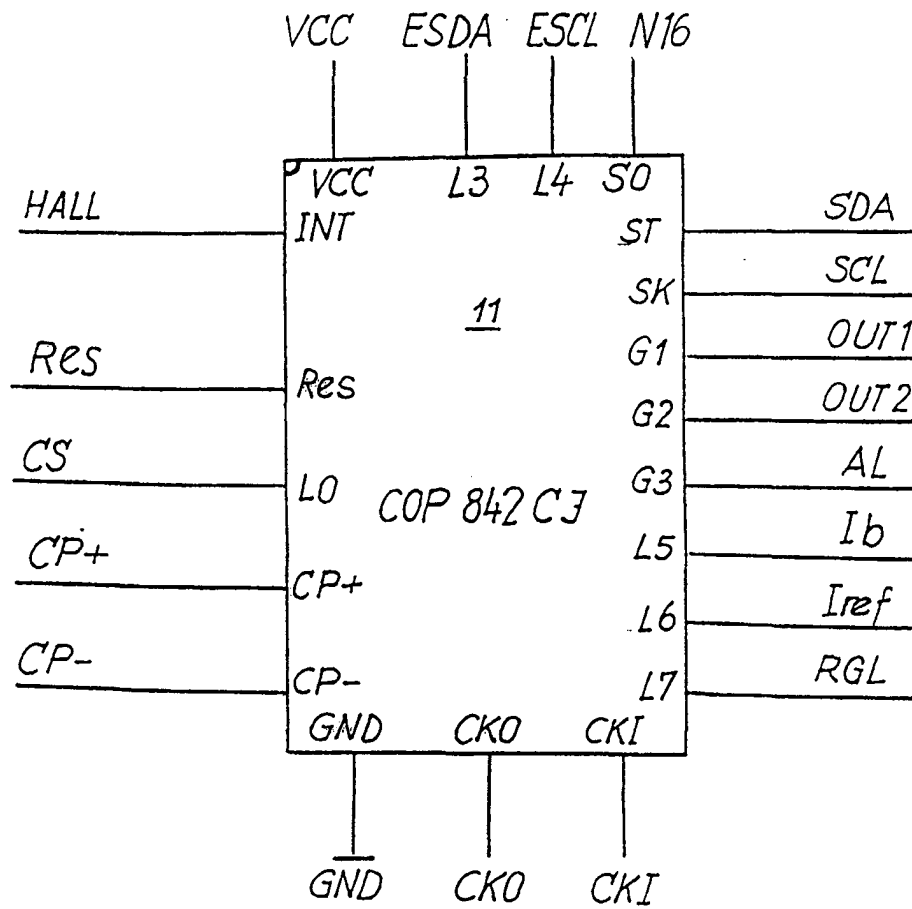 VCC ESDA ESCL N16
VCC L3 L4 SO
HALL INT ST SDA
SK SCL
11
G1 OUT1
Res Res G2 OUT2
CS L0 G3 AL
COP 842 CJ
CP+ CP+ L5 Ib
L6 Iref
CP- CP- L7 RGL
GND CKO CKI
GND CKO CKI